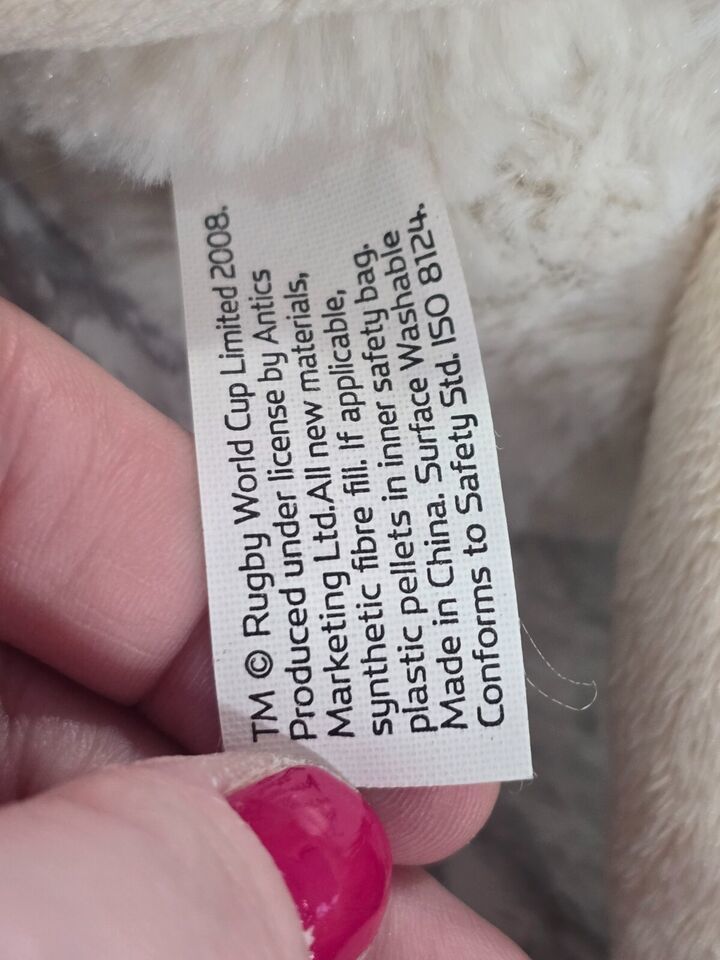 TM © Rugby World Cup Limited 2008.
Produced under license by Antics
Marketing Ltd.All new materials,
synthetic fibre fill. If applicable,
plastic pellets in inner safety bag.
Made in China. Surface Washable
Conforms to Safety Std. ISO 8124.